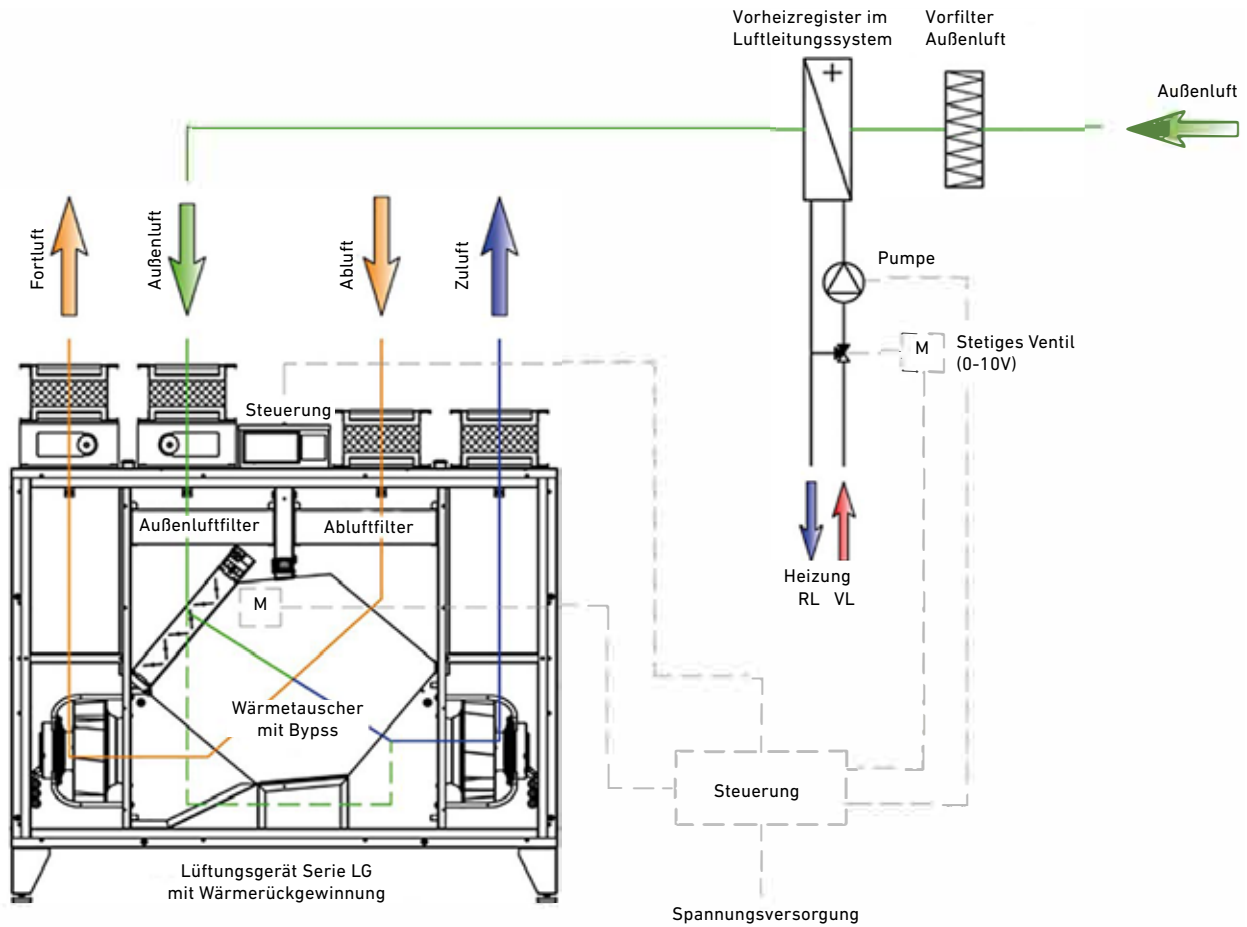 Vorheizregister im
Luftleitungssystem
Vorfilter
Außenluft
Außenluft
Fortluft
Außenluft
Abluft
Zuluft
Pumpe
M
Stetiges Ventil
(0-10V)
Steuerung
Außenluftfilter
Abluftfilter
M
Heizung
RL VL
Wärmetauscher
mit Bypss
Steuerung
Lüftungsgerät Serie LG
mit Wärmerückgewinnung
Spannungsversorgung